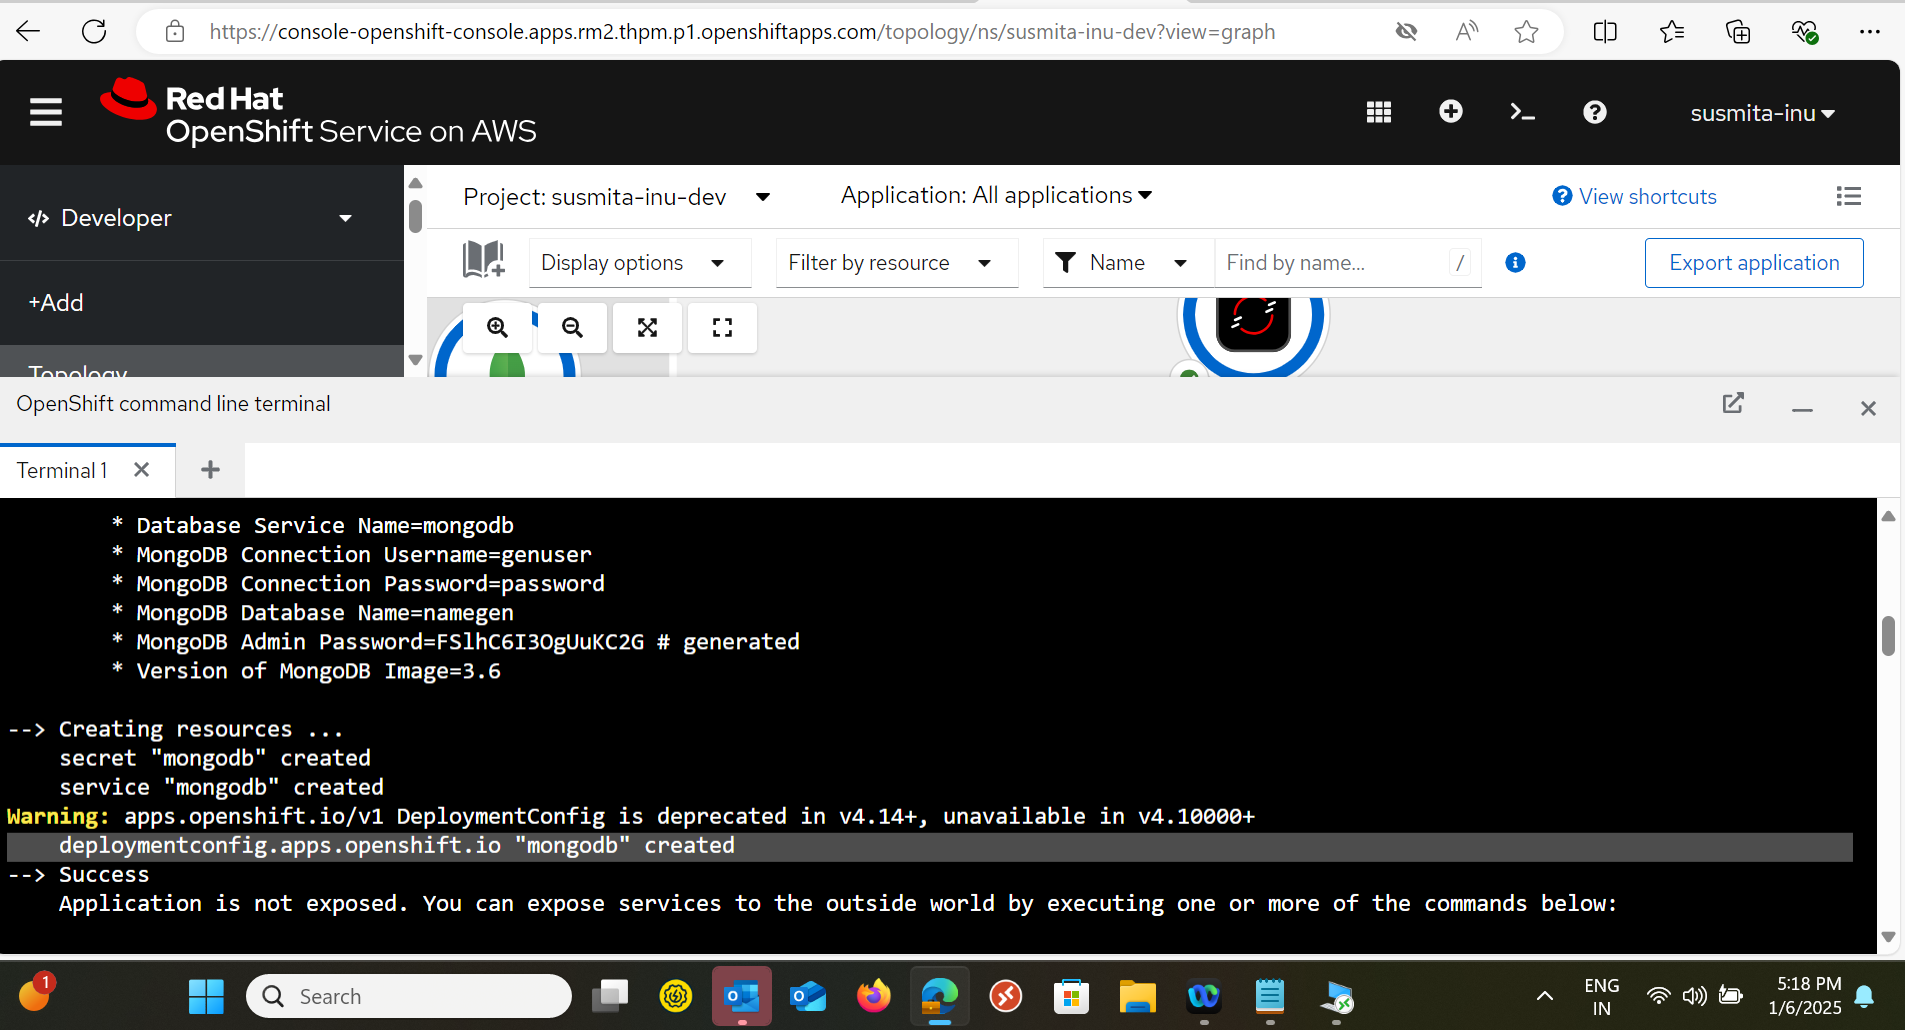 https://console-openshift-console.apps.rm2.thpm.p1.openshiftapps.com/topology/ns/susmita-inu-dev?view=graph
Red Hat
OpenShift Service on AWS
susmita-inu
Developer
Project: susmita-inu-dev
Application: All applications
View shortcuts
Display options
Filter by resource
Name
Find by name...
/
Export application
+Add
Topology
OpenShift command line terminal
Terminal 1
* Database Service Name=mongodb
* MongoDB Connection Username=genuser
* MongoDB Connection Password=password
* MongoDB Database Name=namegen
* MongoDB Admin Password=FSlhC6I3OgUuKC2G # generated
* Version of MongoDB Image=3.6
--> Creating resources ...
secret "mongodb" created
service "mongodb" created
Warning: apps.openshift.io/v1 DeploymentConfig is deprecated in v4.14+, unavailable in v4.10000+
deploymentconfig.apps.openshift.io "mongodb" created
--> Success
Application is not exposed. You can expose services to the outside world by executing one or more of the commands below:
1
Search
ENG
IN
5:18 PM
1/6/2025